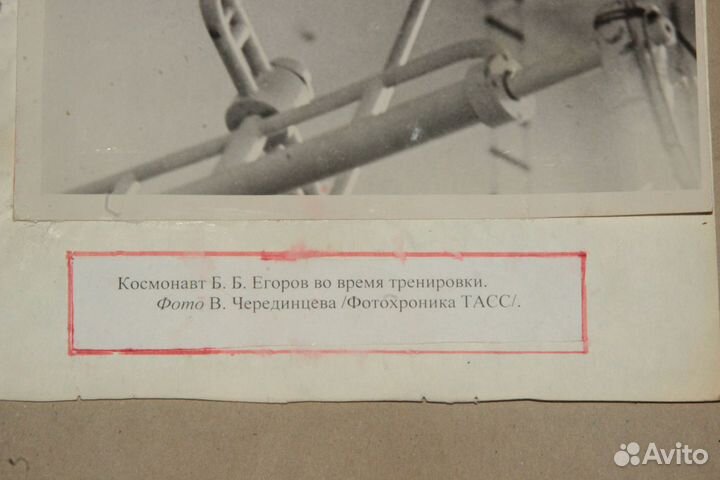 Космонавт Б. Б. Егоров во время тренировки.
Фото В. Черединцева /Фотохроника ТАСС/.
Avito